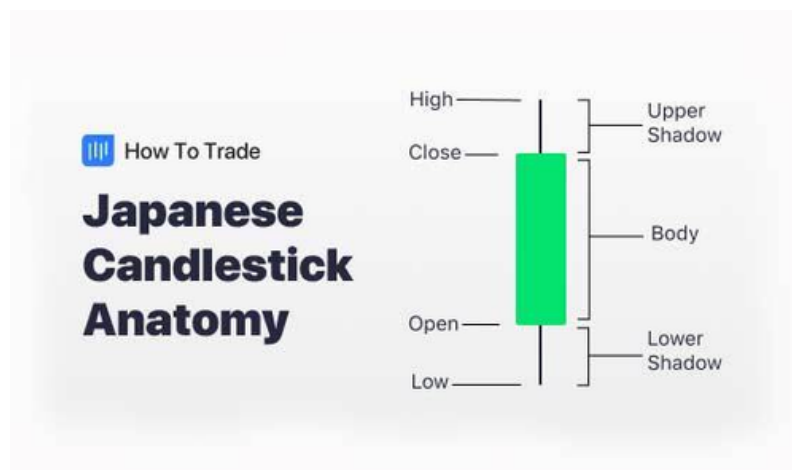 How To Trade
Japanese
Candlestick
Anatomy
High
Close
Open
Low
Upper
Shadow
Body
Lower
Shadow